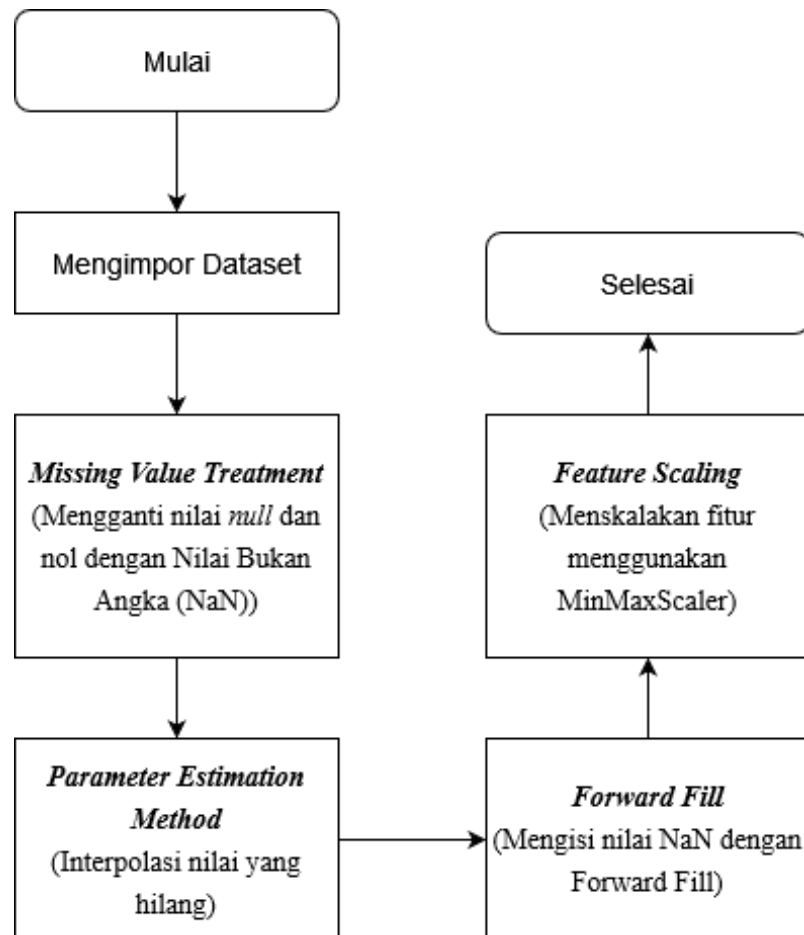 Mulai
Mengimpor Dataset
Missing Value Treatment
(Mengganti nilai null dan
nol dengan Nilai Bukan
Angka (NaN))
Parameter Estimation
Method
(Interpolasi nilai yang
hilang)
Forward Fill
(Mengisi nilai NaN dengan
Forward Fill)
Feature Scaling
(Menskalakan fitur
menggunakan
MinMaxScaler)
Selesai